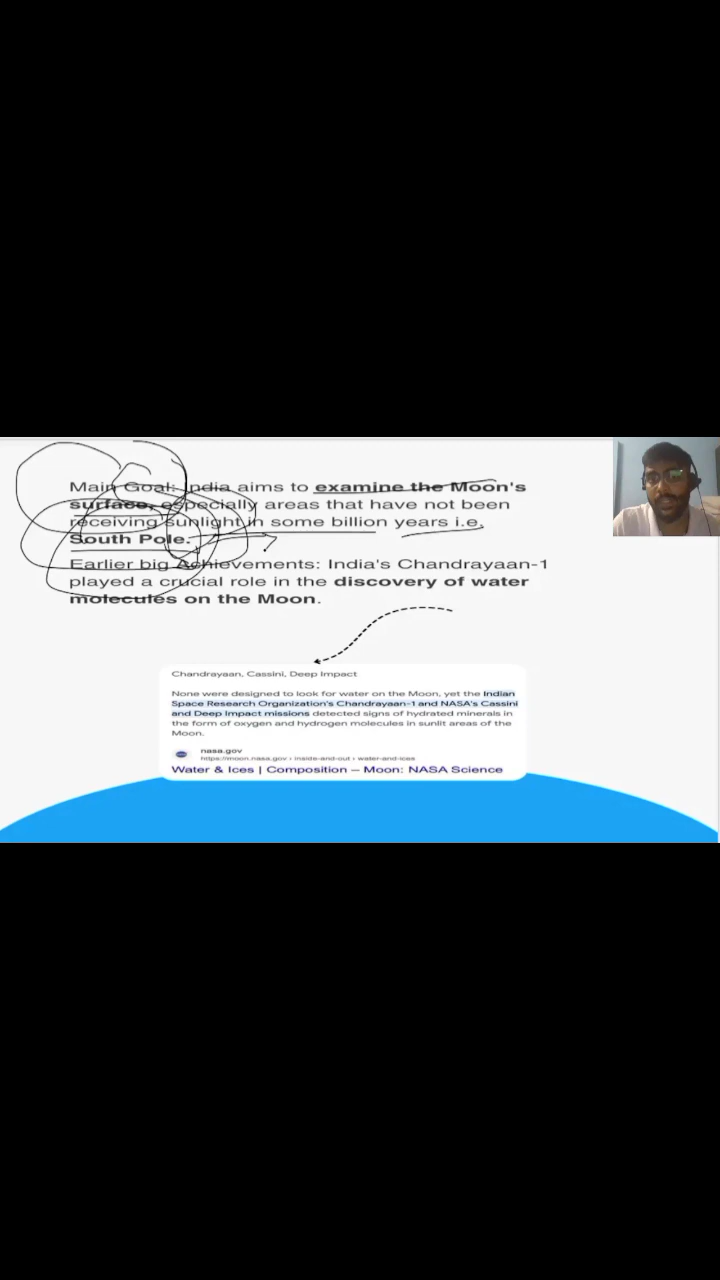 Main Goal: India aims to examine the Moon's
surface, especially areas that have not been
receiving sunlight in some billion years i.e.
South Pole.
Earlier big Achievements: India's Chandrayaan-1
played a crucial role in the discovery of water
molecules on the Moon.
Chandrayaan, Cassini, Deep Impact
None were designed to look for water on the Moon, yet the Indian
Space Research Organization's Chandrayaan-1 and NASA's Cassini
and Deep Impact missions detected signs of hydrated minerals in
the form of oxygen and hydrogen molecules in sunlit areas of the
Moon.
nasa.gov
https://moon.nasa.gov › inside-and-out › water-and-ices
Water & Ices | Composition – Moon: NASA Science